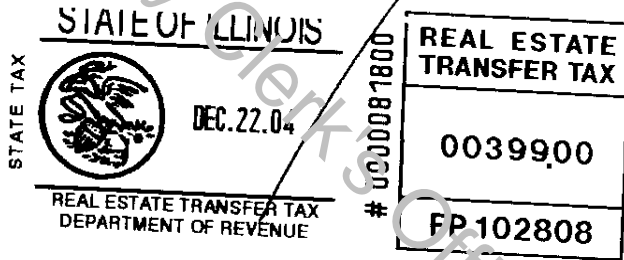 STATE OF ILLINOIS
STATE TAX
DEC.22.04
REAL ESTATE TRANSFER TAX
DEPARTMENT OF REVENUE
# 0000081800
REAL ESTATE
TRANSFER TAX
0039900
FP 102808
Clerk's